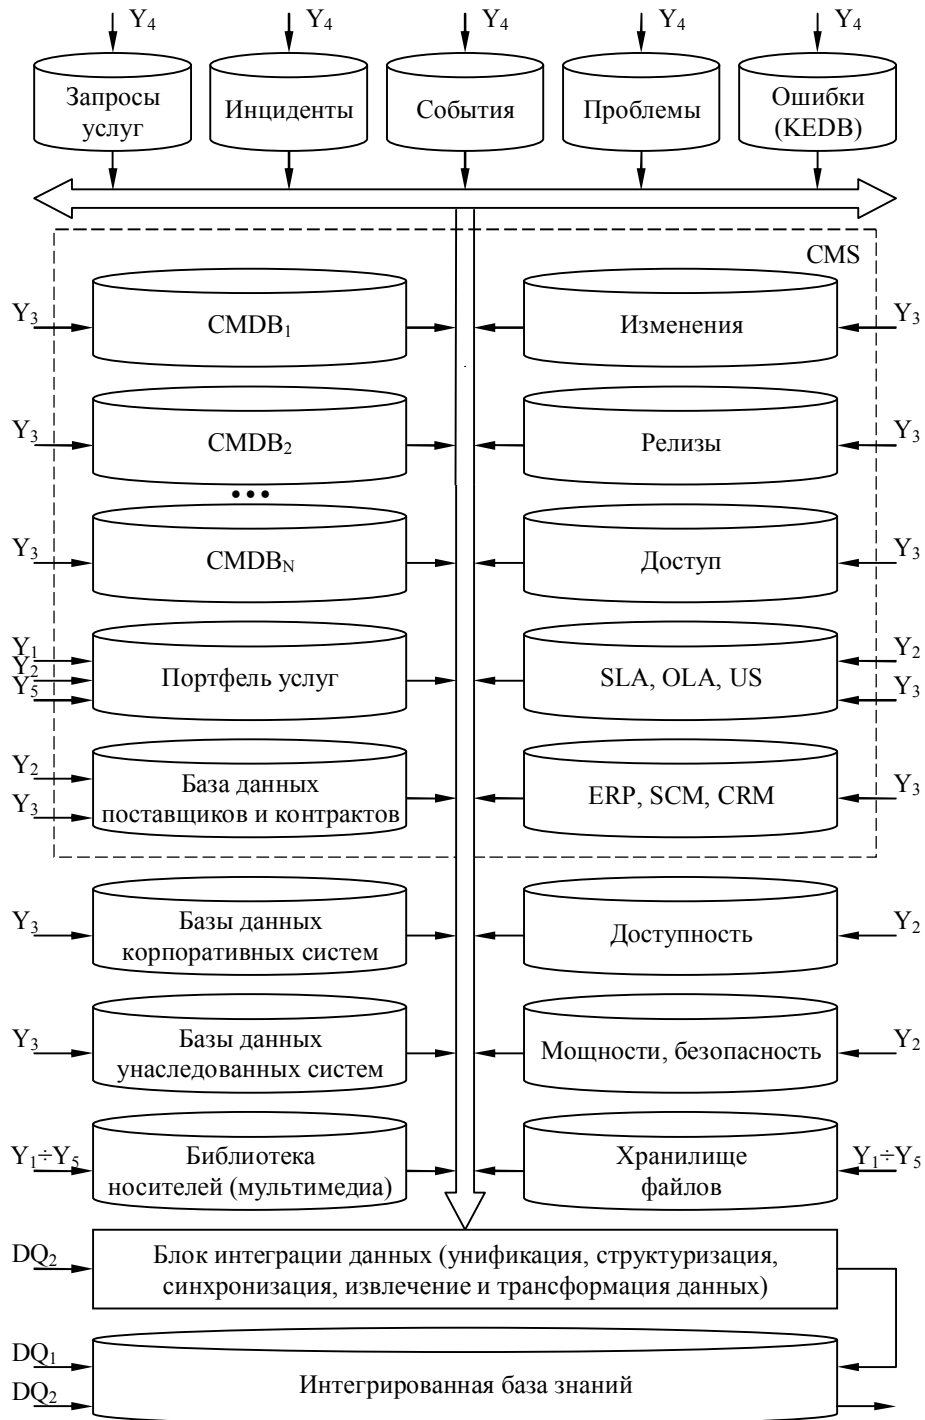 Y₄ Y₄ Y₄ Y₄ Y₄
Запросы
услуг
Инциденты
События
Проблемы
Ошибки
(KEDB)
CMS
Y₃
CMDB₁
Изменения
Y₃
Y₃
CMDB₂
Релизы
Y₃
•••
Y₃
CMDB_N
Доступ
Y₃
Y₁
Y₂
Y₅
Портфель услуг
SLA, OLA, US
Y₂
Y₃
Y₂
Y₃
База данных
поставщиков и контрактов
ERP, SCM, CRM
Y₃
Y₃
Базы данных
корпоративных систем
Доступность
Y₂
Y₃
Базы данных
унаследованных систем
Мощности, безопасность
Y₂
Y₁÷Y₅
Библиотека
носителей (мультимедиа)
Хранилище
файлов
Y₁÷Y₅
DQ₂
Блок интеграции данных (унификация, структуризация,
синхронизация, извлечение и трансформация данных)
DQ₁
DQ₂
Интегрированная база знаний